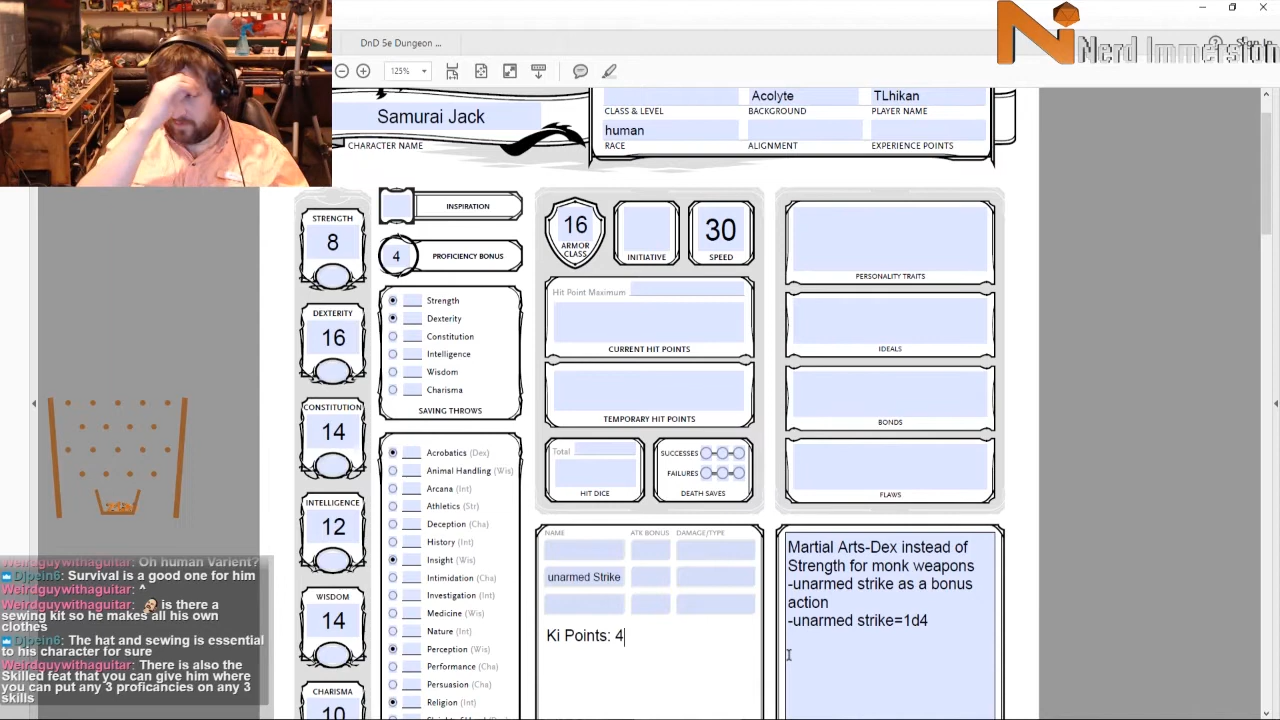 DnD 5e Dungeon ...
Sign In
Nerd Immersion
125%
Samurai Jack
CHARACTER NAME
Acolyte
TLhikan
CLASS & LEVEL
BACKGROUND
PLAYER NAME
human
RACE
ALIGNMENT
EXPERIENCE POINTS
STRENGTH
8
DEXTERITY
16
CONSTITUTION
14
INTELLIGENCE
12
WISDOM
14
CHARISMA
10
INSPIRATION
4
PROFICIENCY BONUS
Strength
Dexterity
Constitution
Intelligence
Wisdom
Charisma
SAVING THROWS
Acrobatics (Dex)
Animal Handling (Wis)
Arcana (Int)
Athletics (Str)
Deception (Cha)
History (Int)
Insight (Wis)
Intimidation (Cha)
Investigation (Int)
Medicine (Wis)
Nature (Int)
Perception (Wis)
Performance (Cha)
Persuasion (Cha)
Religion (Int)
16
ARMOR
CLASS
INITIATIVE
30
SPEED
Hit Point Maximum
CURRENT HIT POINTS
TEMPORARY HIT POINTS
Total
HIT DICE
SUCCESSES
FAILURES
DEATH SAVES
NAME
ATK BONUS
DAMAGE/TYPE
unarmed Strike
Ki Points: 4
PERSONALITY TRAITS
IDEALS
BONDS
FLAWS
Martial Arts-Dex instead of
Strength for monk weapons
-unarmed strike as a bonus
action
-unarmed strike=1d4
Weirdguywithaguitar: Oh human Varient?
Djpein6: Survival is a good one for him
Weirdguywithaguitar: ^
Weirdguywithaguitar: is there a
sewing kit so he makes all his own
clothes
Djpein6: The hat and sewing is essential
to his character for sure
Weirdguywithaguitar: There is also the
Skilled feat that you can give him where
you can put any 3 proficancies on any 3
skills